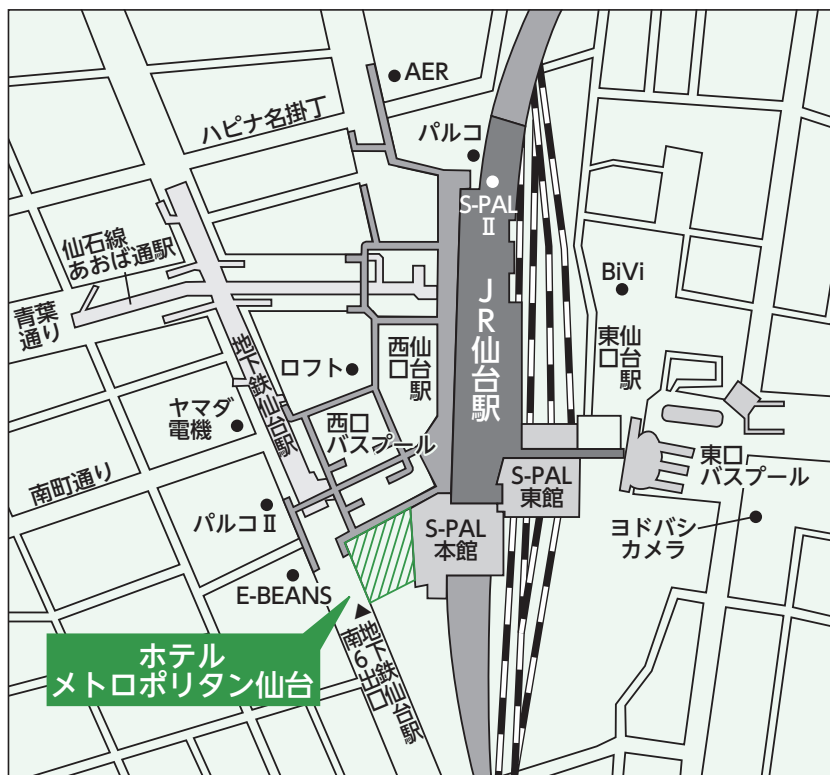 AER
ハピナ名掛丁
パルコ
S-PAL
II
仙石線
あおば通駅
BiVi
青葉
通り
JR仙台駅
仙台駅
西口
仙台駅
東口
地下鉄仙台駅
ロフト
ヤマダ
電機
西口
バスプール
南町通り
東口
バスプール
S-PAL
東館
パルコII
S-PAL
本館
ヨドバシ
カメラ
E-BEANS
地下鉄仙台駅
南6出口
ホテル
メトロポリタン仙台